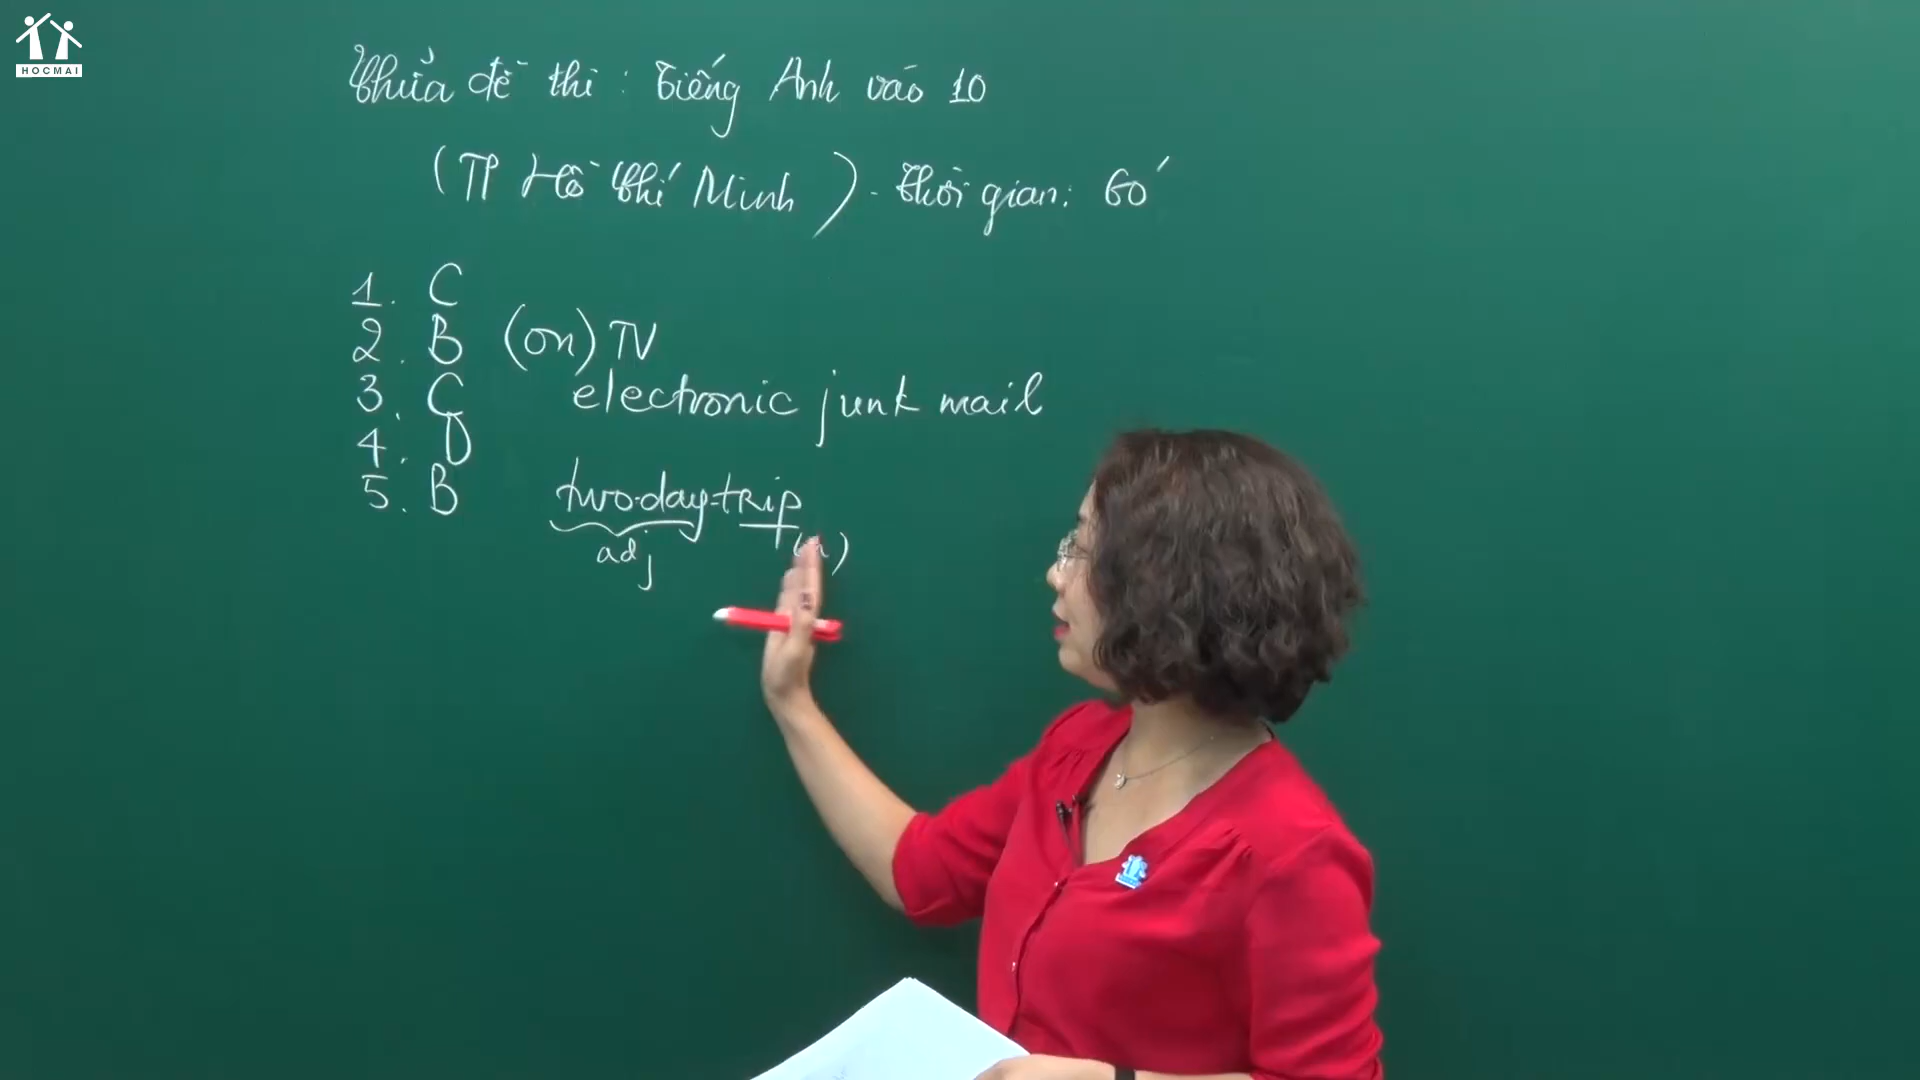 HOCMAI
Chữa đề thi : Tiếng Anh vào 10
(TP Hồ Chí Minh) - Thời gian: 60'
1. C
2. B (on) TV
3. C electronic junk mail
4. D
5. B two-day-trip
adj (n)